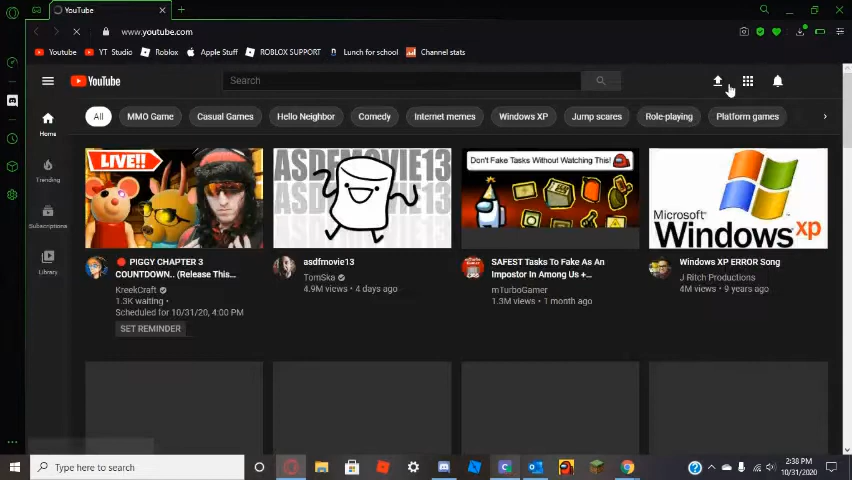 YouTube
www.youtube.com
Youtube
YT Studio
Roblox
Apple Stuff
ROBLOX SUPPORT
Lunch for school
Channel stats
YouTube
Search
All
MMO Game
Casual Games
Hello Neighbor
Comedy
Internet memes
Windows XP
Jump scares
Role-playing
Platform games
Home
Trending
Subscriptions
Library
LIVE!!
ASDFMOVIE13
Don't Fake Tasks Without Watching This!
Microsoft
Windows xp
PIGGY CHAPTER 3
COUNTDOWN.. (Release This...
KreekCraft
1.3K waiting •
Scheduled for 10/31/20, 4:00 PM
SET REMINDER
asdfmovie13
TomSka
4.9M views • 4 days ago
SAFEST Tasks To Fake As An
Impostor In Among Us +...
mTurboGamer
1.3M views • 1 month ago
Windows XP ERROR Song
J Ritch Productions
4M views • 9 years ago
Type here to search
2:38 PM
10/31/2020